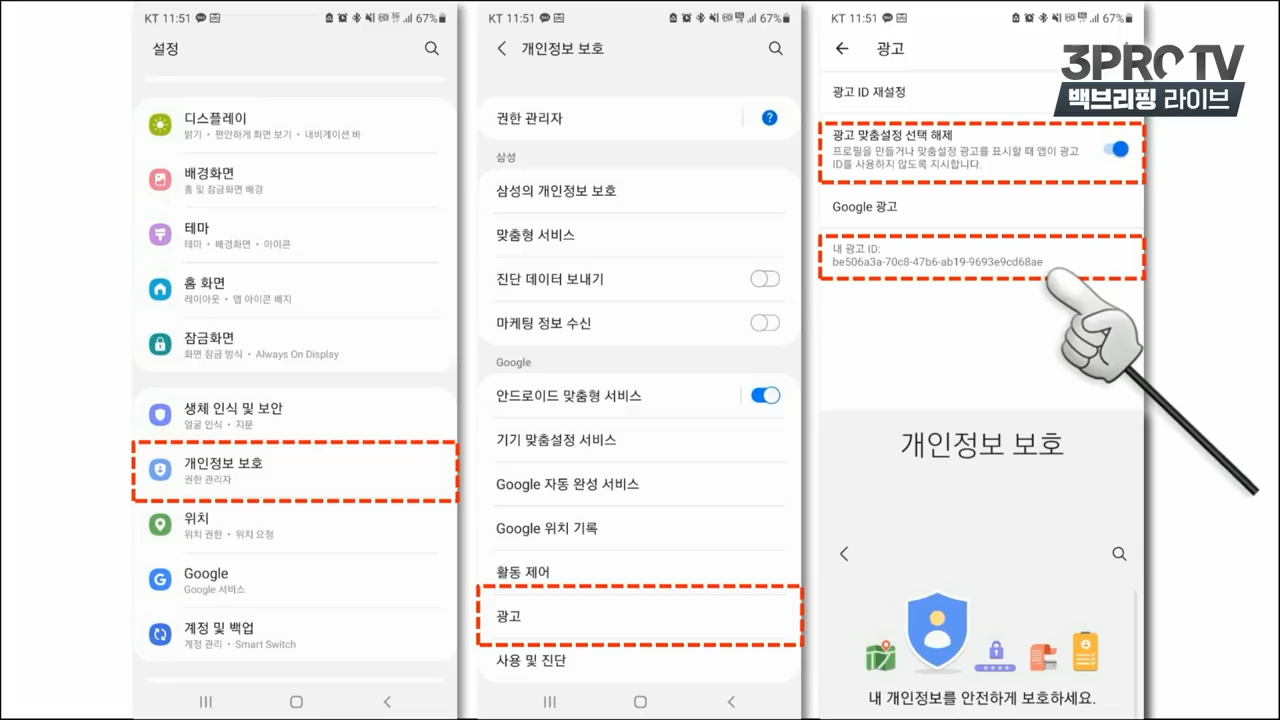 KT 11:51
67%
설정
디스플레이
밝기 • 편안하게 화면 보기 • 내비게이션 바
배경화면
홈 및 잠금화면 배경
테마
테마 • 배경화면 • 아이콘
홈 화면
레이아웃 • 앱 아이콘 배지
잠금화면
화면 잠금 방식 • Always On Display
생체 인식 및 보안
얼굴 인식 • 지문
개인정보 보호
권한 관리자
위치
위치 권한 • 위치 요청
Google
Google 서비스
계정 및 백업
계정 관리 • Smart Switch
KT 11:51
67%
개인정보 보호
권한 관리자
?
삼성
삼성의 개인정보 보호
맞춤형 서비스
진단 데이터 보내기
마케팅 정보 수신
Google
안드로이드 맞춤형 서비스
기기 맞춤설정 서비스
Google 자동 완성 서비스
Google 위치 기록
활동 제어
광고
사용 및 진단
KT 11:51
67%
광고
3PROTV
백브리핑 라이브
광고 ID 재설정
광고 맞춤설정 선택 해제
프로필을 만들거나 맞춤설정 광고를 표시할 때 앱이 광고
ID를 사용하지 않도록 지시합니다.
Google 광고
내 광고 ID:
be506a3a-70c8-47b6-ab19-9693e9cd68ae
개인정보 보호
내 개인정보를 안전하게 보호하세요.